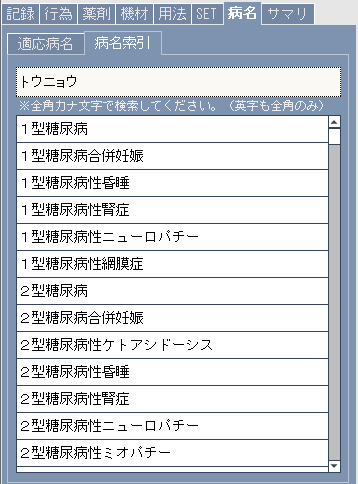 記録 行為 薬剤 機材 用法 SET 病名 サマリ
適応病名 病名索引
トウニョウ
※全角カナ文字で検索してください。（英字も全角のみ）
１型糖尿病
１型糖尿病合併妊娠
１型糖尿病性昏睡
１型糖尿病性腎症
１型糖尿病性ニューロパチー
１型糖尿病性網膜症
２型糖尿病
２型糖尿病合併妊娠
２型糖尿病性ケトアシドーシス
２型糖尿病性昏睡
２型糖尿病性腎症
２型糖尿病性ニューロパチー
２型糖尿病性ミオパチー